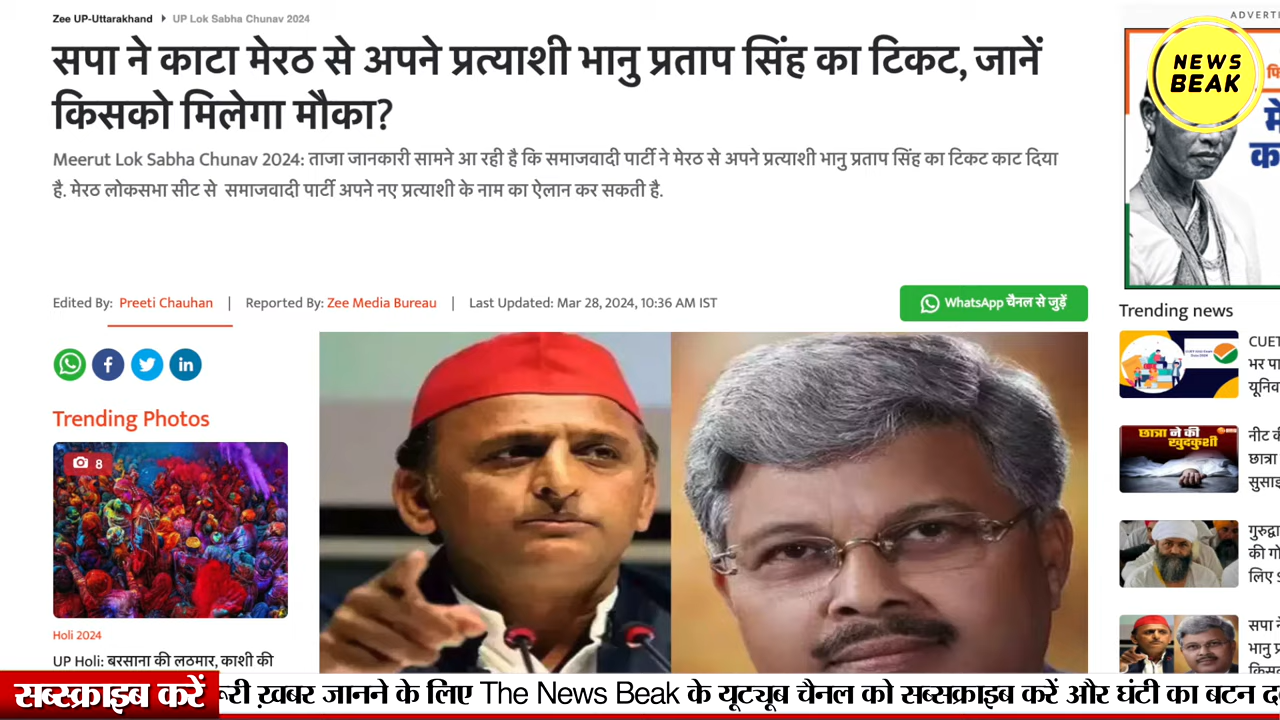 Zee UP-Uttarakhand
UP Lok Sabha Chunav 2024
सपा ने काटा मेरठ से अपने प्रत्याशी भानु प्रताप सिंह का टिकट, जानें
किसको मिलेगा मौका?
Meerut Lok Sabha Chunav 2024: ताजा जानकारी सामने आ रही है कि समाजवादी पार्टी ने मेरठ से अपने प्रत्याशी भानु प्रताप सिंह का टिकट काट दिया
है. मेरठ लोकसभा सीट से समाजवादी पार्टी अपने नए प्रत्याशी के नाम का ऐलान कर सकती है.
NEWS
BEAK
Edited By: Preeti Chauhan | Reported By: Zee Media Bureau | Last Updated: Mar 28, 2024, 10:36 AM IST
WhatsApp चैनल से जुड़ें
Trending Photos
8
Holi 2024
UP Holi: बरसाना की लठमार, काशी की
Trending news
CUET
भर पा
छात्रा ने की
खुदकुशी
नीट की
छात्रा
भानु प्र
सब्स्क्राइब करें
ख़बर जानने के लिए The News Beak के यूट्यूब चैनल को सब्सक्राइब करें और घंटी का बटन